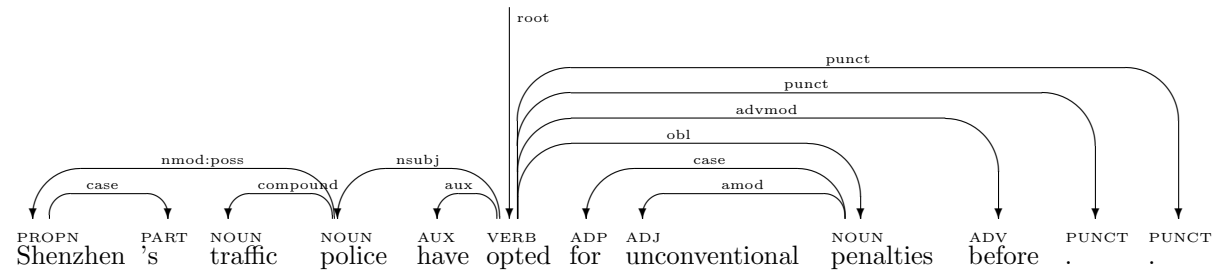 root
punct
punct
advmod
obl
nmod:poss nsubj case
case compound aux amod
PROPN PART NOUN NOUN AUX VERB ADP ADJ NOUN ADV PUNCT PUNCT
Shenzhen 's traffic police have opted for unconventional penalties before . .